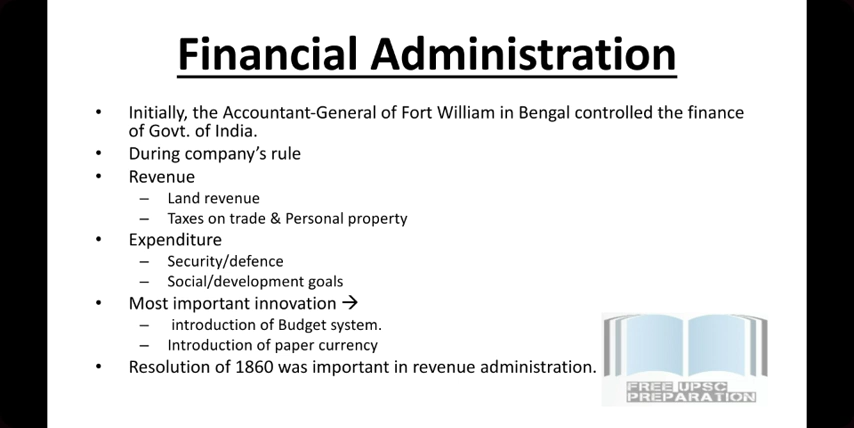 Financial Administration
• Initially, the Accountant-General of Fort William in Bengal controlled the finance
of Govt. of India.
• During company's rule
• Revenue
– Land revenue
– Taxes on trade & Personal property
• Expenditure
– Security/defence
– Social/development goals
• Most important innovation →
– introduction of Budget system.
– Introduction of paper currency
• Resolution of 1860 was important in revenue administration.
FREE UPSC
PREPARATION